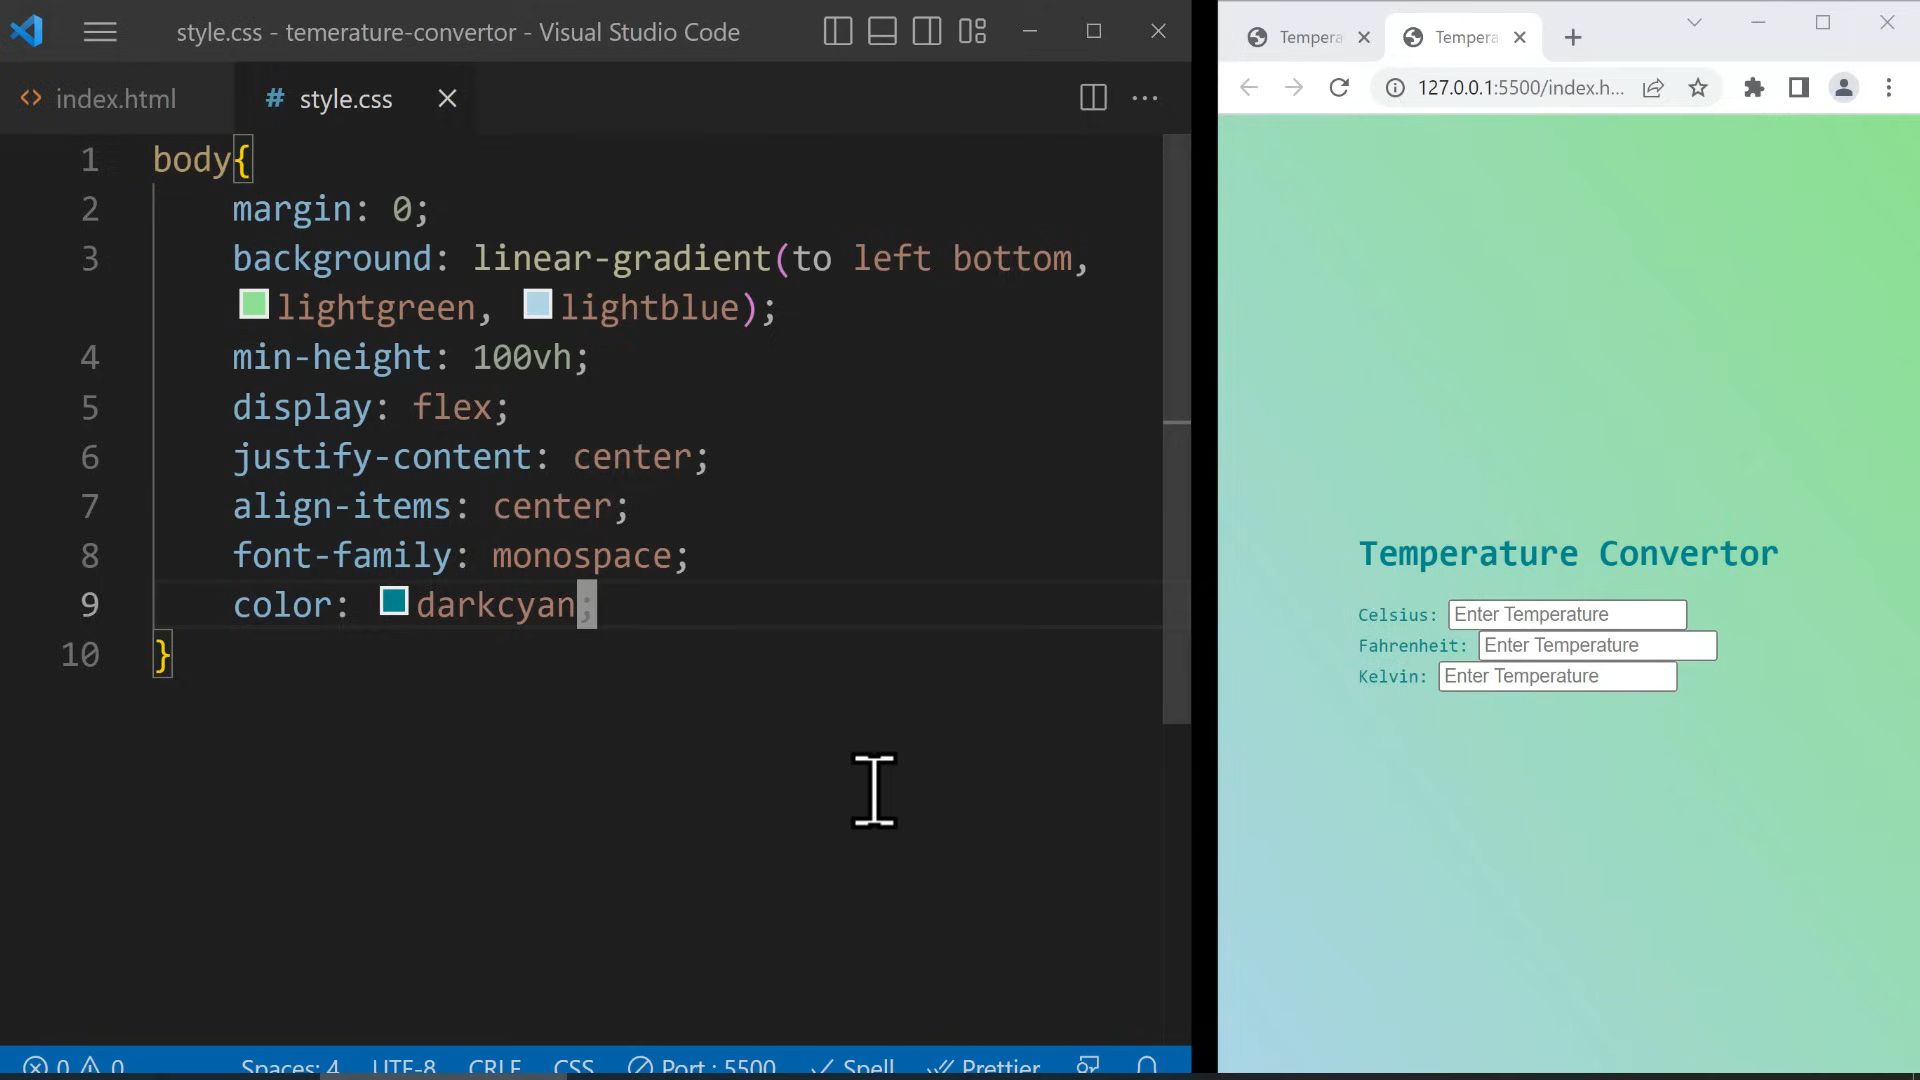 style.css - temerature-convertor - Visual Studio Code
index.html
style.css
1 body{
2 margin: 0;
3 background: linear-gradient(to left bottom,
lightgreen, lightblue);
4 min-height: 100vh;
5 display: flex;
6 justify-content: center;
7 align-items: center;
8 font-family: monospace;
9 color: darkcyan;
10 }
0 0 Spaces: 4 UTF-8 CRLF CSS Port : 5500 Spell Prettier
Tempera
Tempera
127.0.0.1:5500/index.h...
Temperature Convertor
Celsius: Enter Temperature
Fahrenheit: Enter Temperature
Kelvin: Enter Temperature